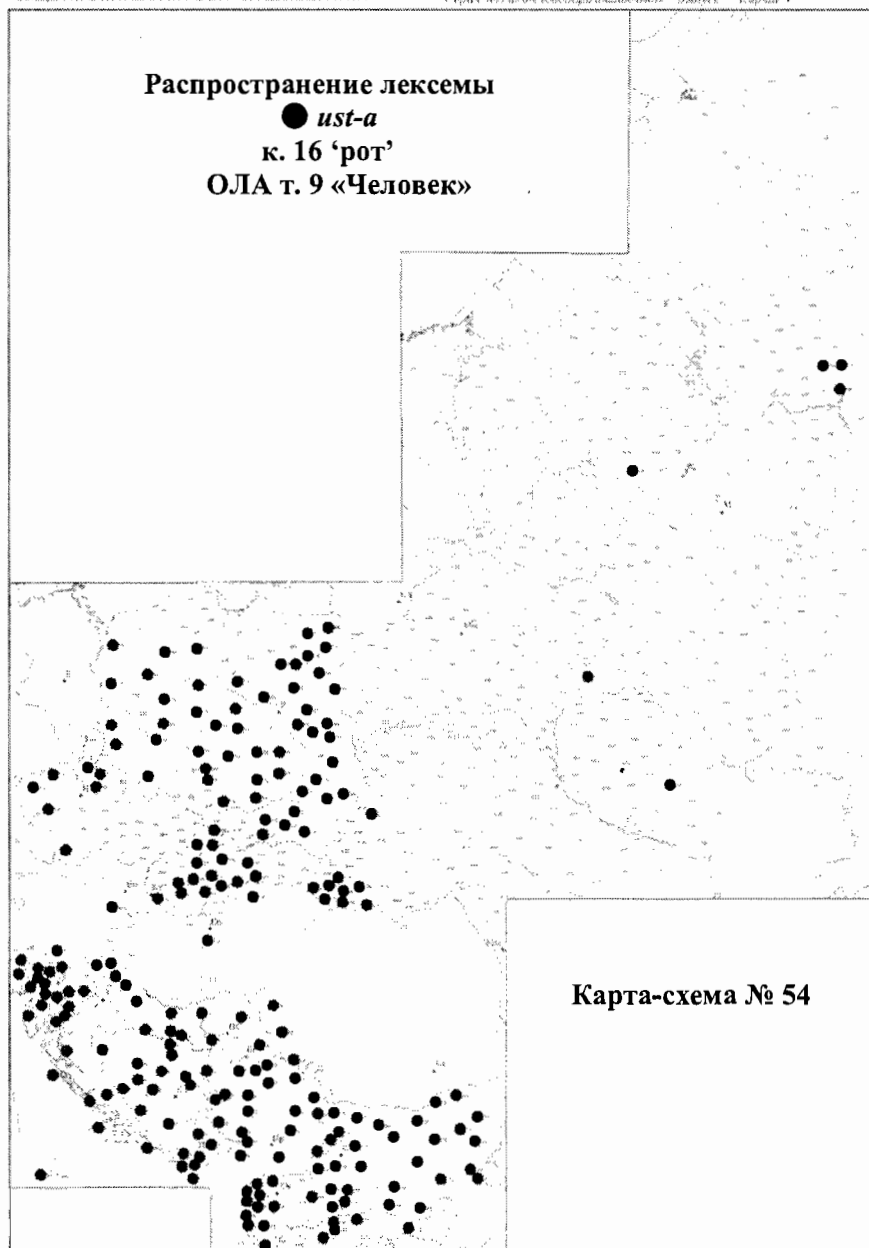 Распространение лексемы
● ust-a
к. 16 ‘рот’
ОЛА т. 9 «Человек»
Карта-схема № 54